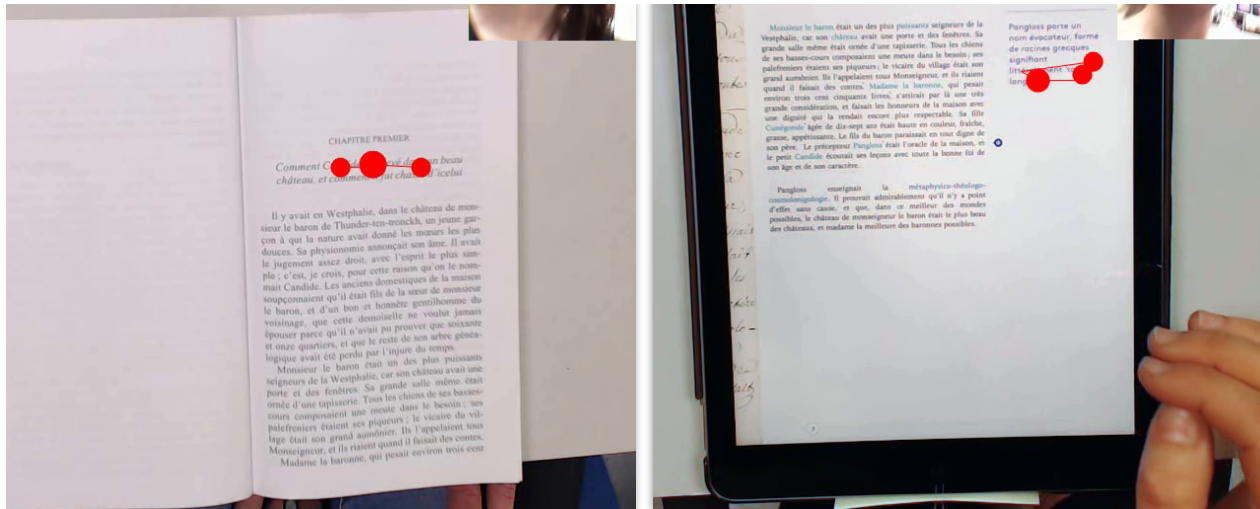 CHAPITRE PREMIER
Comment un beau
château, et icelui
Il y avait en Westphalie, dans le château de mon-
sieur le baron de Thunder-ten-tronckh, un jeune gar-
çon à qui la nature avait donné les mœurs les plus
douces. Sa physionomie annonçait son âme. Il avait
le jugement assez droit, avec l'esprit le plus sim-
ple ; c'est, je crois, pour cette raison qu'on le nom-
mait Candide. Les anciens domestiques de la maison
soupçonnaient qu'il était fils de la sœur de monsieur
le baron, et d'un bon et honnête gentilhomme du
voisinage, que cette demoiselle ne voulut jamais
épouser parce qu'il n'avait pu prouver que soixante
et onze quartiers, et que le reste de son arbre généa-
logique avait été perdu par l'injure du temps.
Monsieur le baron était un des plus puissants
seigneurs de la Westphalie, car son château avait une
porte et des fenêtres. Sa grande salle même était
ornée d'une tapisserie. Tous les chiens de ses basses-
cours composaient une meute dans le besoin ; ses
palefreniers étaient ses piqueurs ; le vicaire du vil-
lage était son grand aumônier. Ils l'appelaient tous
Monseigneur, et ils riaient quand il faisait des contes.
Madame la baronne, qui pesait environ trois cent
Monsieur le baron était un des plus puissants seigneurs de la
Westphalie, car son château avait une porte et des fenêtres. Sa
grande salle même était ornée d'une tapisserie. Tous les chiens
de ses basses-cours composaient une meute dans le besoin ; ses
palefreniers étaient ses piqueurs ; le vicaire du village était son
grand aumônier. Ils l'appelaient tous Monseigneur, et ils riaient
quand il faisait des contes. Madame la baronne, qui pesait
environ trois cent cinquante livres, s'attirait par là une très
grande considération, et faisait les honneurs de la maison avec
une dignité qui la rendait encore plus respectable. Sa fille
Cunégonde âgée de dix-sept ans était haute en couleur, fraîche,
grasse, appétissante. Le fils du baron paraissait en tout digne de
son père. Le précepteur Pangloss était l'oracle de la maison, et
le petit Candide écoutait ses leçons avec toute la bonne foi de
son âge et de son caractère.
Pangloss enseignait la métaphysico-théologo-
cosmolonigologie. Il prouvait admirablement qu'il n'y a point
d'effet sans cause, et que, dans ce meilleur des mondes
possibles, le château de monseigneur le baron était le plus beau
des châteaux, et madame la meilleure des baronnes possibles.
Pangloss porte un
nom évocateur, formé
de racines grecques
signifiant